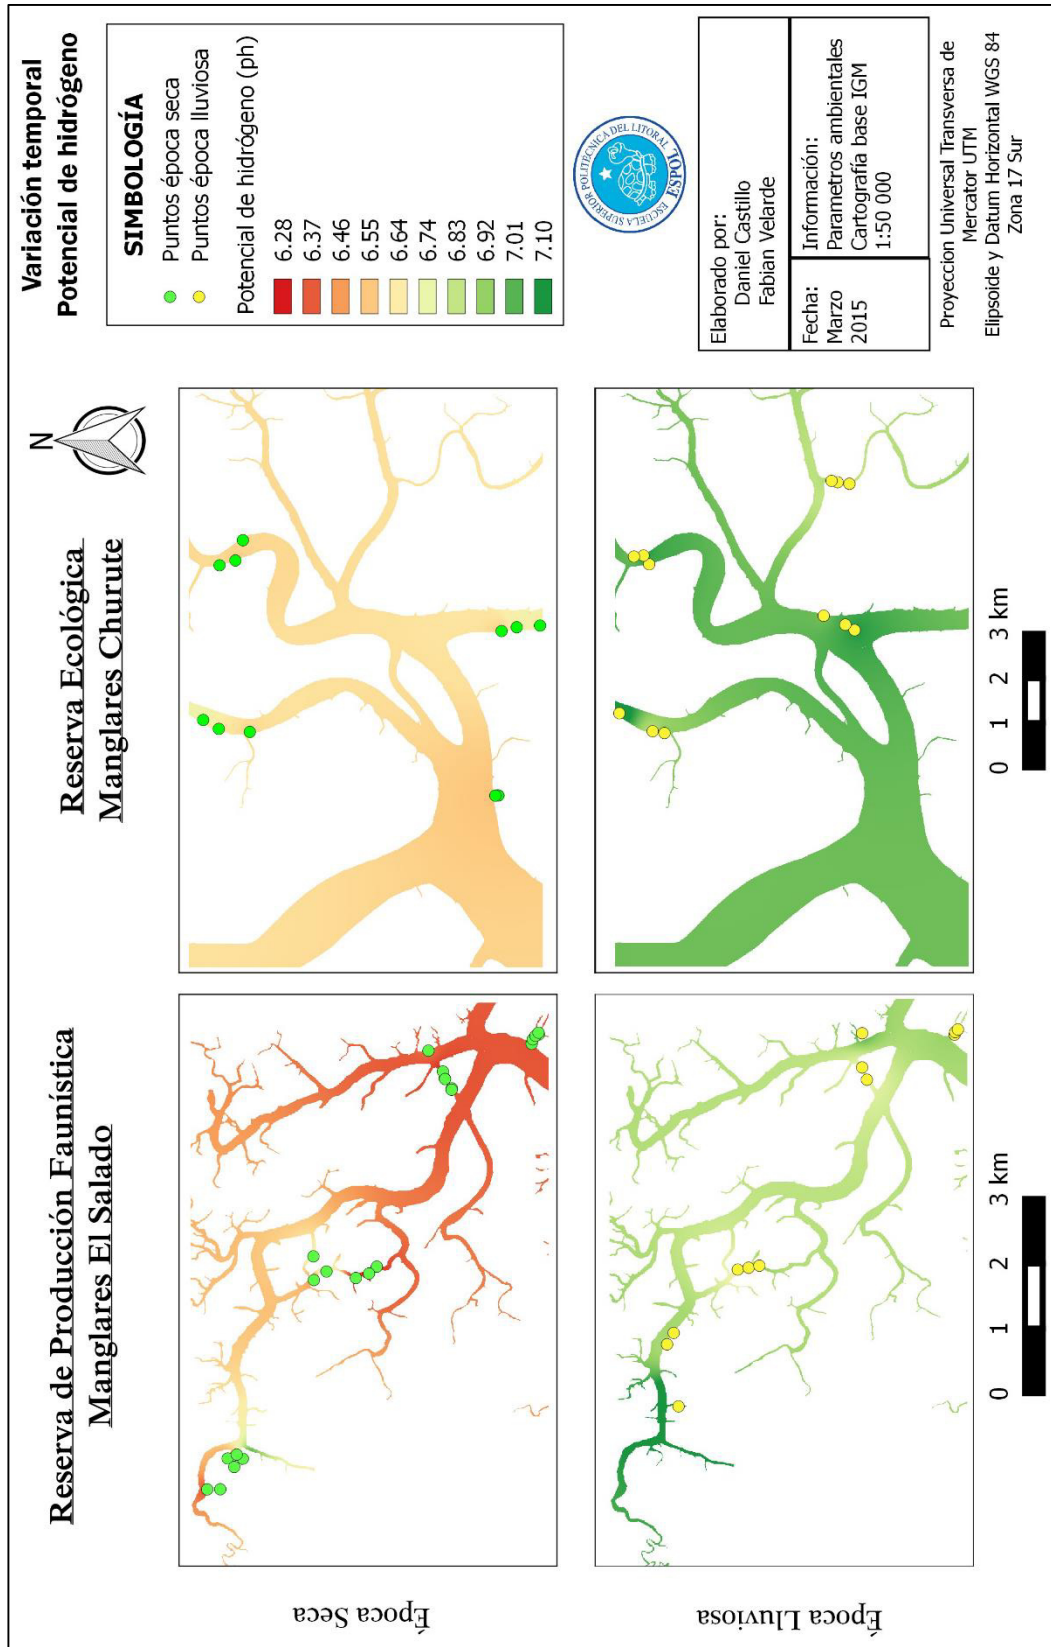 Variación temporal
Potencial de hidrógeno
SIMBOLOGÍA
Puntos época seca
Puntos época lluviosa
Potencial de hidrógeno (ph)
6.28
6.37
6.46
6.55
6.64
6.74
6.83
6.92
7.01
7.10
ESCUELA SUPERIOR POLITÉCNICA DEL LITORAL
ESPOL
Elaborado por:
Daniel Castillo
Fabian Velarde
Fecha:
Marzo
2015
Información:
Parametros ambientales
Cartografía base IGM
1:50 000
Proyeccion Universal Transversa de
Mercator UTM
Elipsoide y Datum Horizontal WGS 84
Zona 17 Sur
N
Reserva Ecológica
Manglares Churute
0 1 2 3 km
Reserva de Producción Faunística
Manglares El Salado
0 1 2 3 km
Época Seca
Época Lluviosa